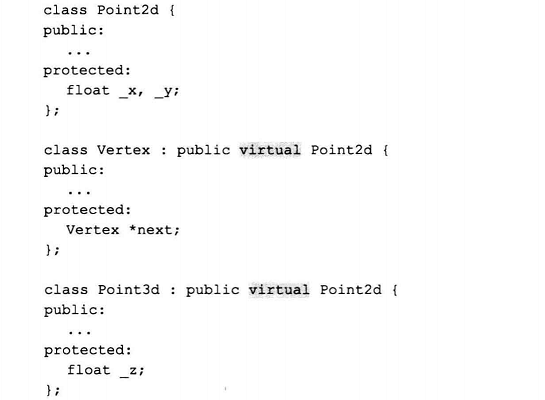 class Point2d {
public:
...
protected:
float _x, _y;
};
class Vertex : public virtual Point2d {
public:
...
protected:
Vertex *next;
};
class Point3d : public virtual Point2d {
public:
...
protected:
float _z;
};